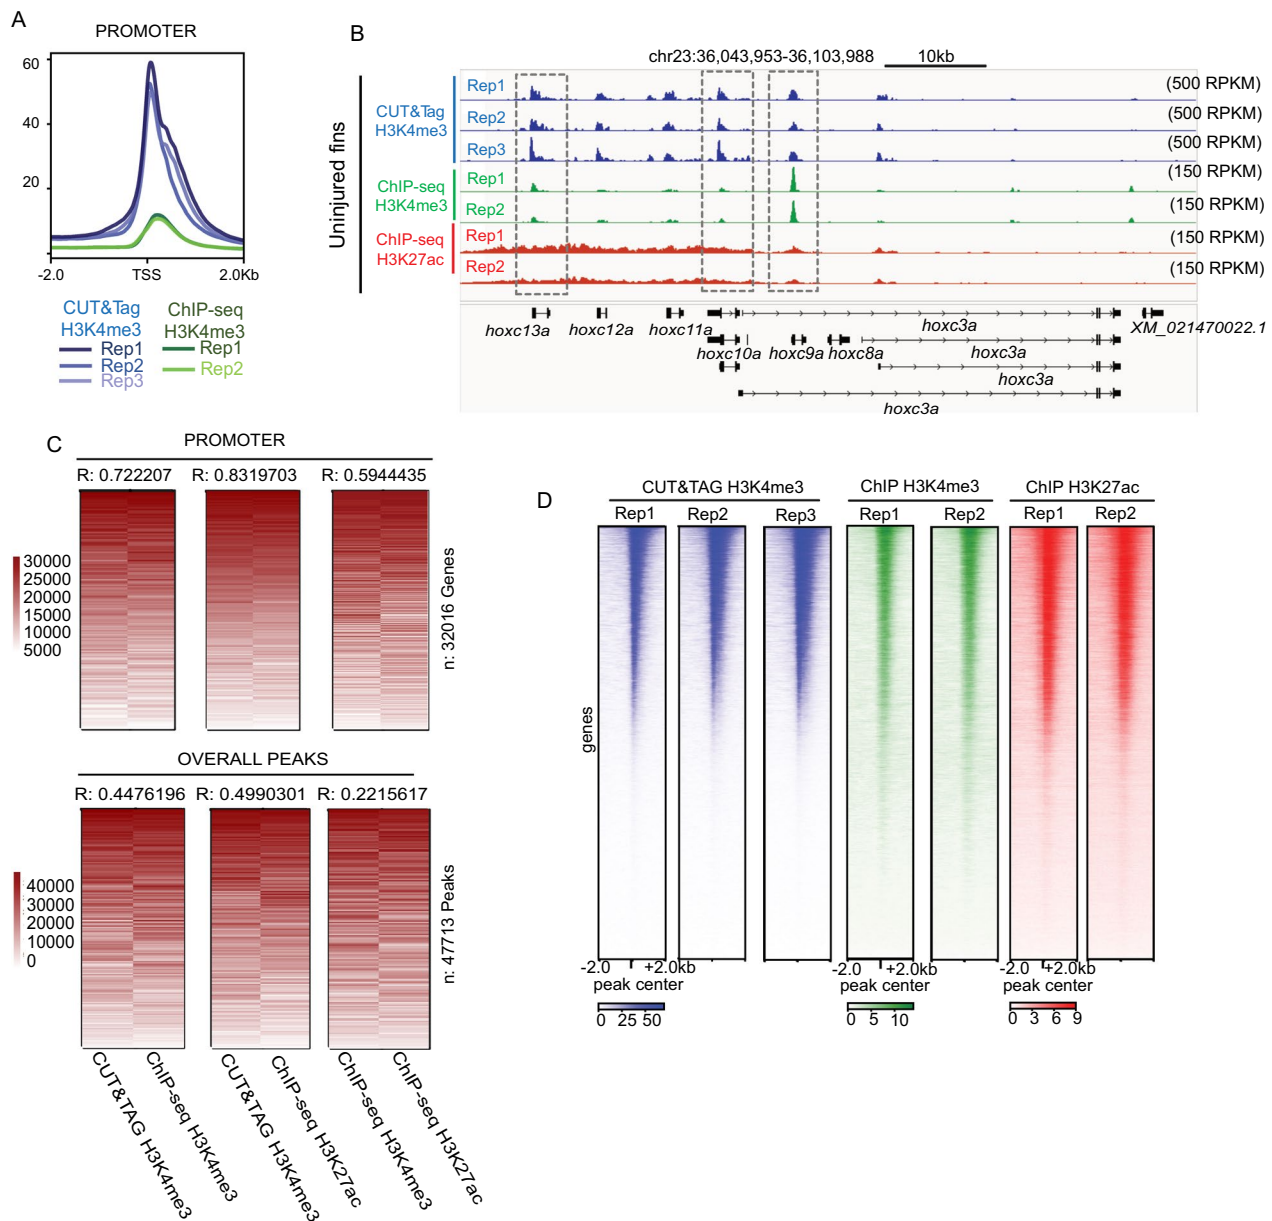 A
PROMOTER
60
40
20
-2.0
TSS
2.0Kb
CUT&Tag
H3K4me3
Rep1
Rep2
Rep3
ChIP-seq
H3K4me3
Rep1
Rep2
B
chr23:36,043,953-36,103,988
10kb
Uninjured fins
CUT&Tag
H3K4me3
Rep1
(500 RPKM)
Rep2
(500 RPKM)
Rep3
(500 RPKM)
ChIP-seq
H3K4me3
Rep1
(150 RPKM)
Rep2
(150 RPKM)
ChIP-seq
H3K27ac
Rep1
(150 RPKM)
Rep2
(150 RPKM)
hoxc13a
hoxc12a
hoxc11a
hoxc3a
XM_021470022.1
hoxc10a
hoxc9a
hoxc8a
hoxc3a
hoxc3a
hoxc3a
C
PROMOTER
R: 0.722207
R: 0.8319703
R: 0.5944435
30000
25000
20000
15000
10000
5000
n: 32016 Genes
OVERALL PEAKS
R: 0.4476196
R: 0.4990301
R: 0.2215617
40000
30000
20000
10000
0
n: 47713 Peaks
CUT&TAG H3K4me3
ChIP-seq H3K4me3
CUT&TAG H3K4me3
ChIP-seq H3K27ac
ChIP-seq H3K4me3
ChIP-seq H3K27ac
D
CUT&TAG H3K4me3
ChIP H3K4me3
ChIP H3K27ac
Rep1
Rep2
Rep3
Rep1
Rep2
Rep1
Rep2
genes
-2.0
+2.0kb
peak center
0 25 50
-2.0
+2.0kb
peak center
0 5 10
-2.0
+2.0kb
peak center
0 3 6 9